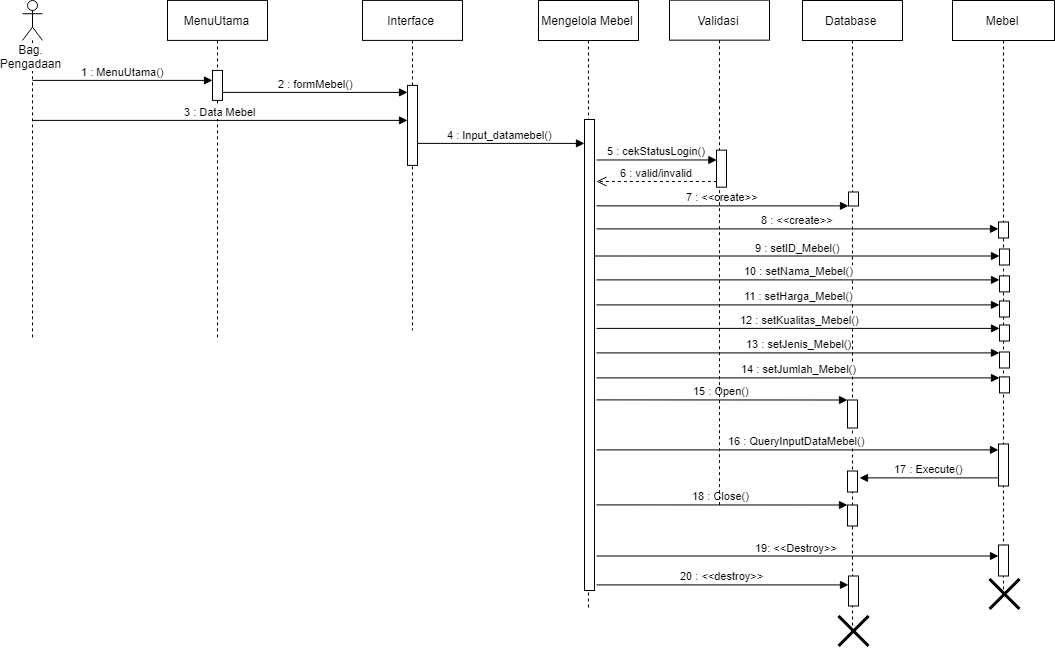 MenuUtama
Interface
Mengelola Mebel
Validasi
Database
Mebel
Bag.
Pengadaan
1 : MenuUtama()
2 : formMebel()
3 : Data Mebel
4 : Input_datamebel()
5 : cekStatusLogin()
6 : valid/invalid
7 : <<create>>
8 : <<create>>
9 : setID_Mebel()
10 : setNama_Mebel()
11 : setHarga_Mebel()
12 : setKualitas_Mebel()
13 : setJenis_Mebel()
14 : setJumlah_Mebel()
15 : Open()
16 : QueryInputDataMebel()
17 : Execute()
18 : Close()
19: <<Destroy>>
20 : <<destroy>>